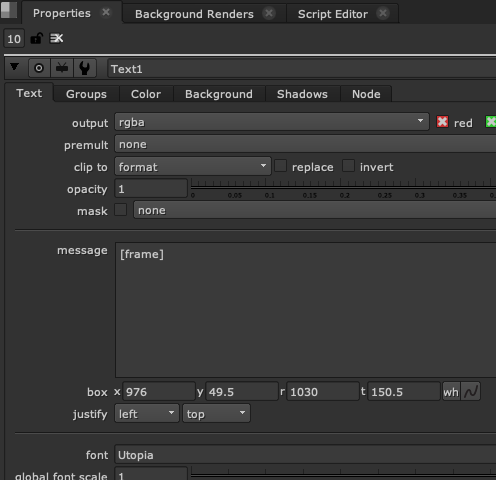 Properties Background Renders Script Editor
10
Text1
Text Groups Color Background Shadows Node
output rgba red
premult none
clip to format replace invert
opacity 1
0 0.05 0.1 0.15 0.2 0.25 0.3 0.35 0.
mask none
message [frame]
box x 976 y 49.5 r 1030 t 150.5 wh
justify left top
font Utopia
global font scale 1